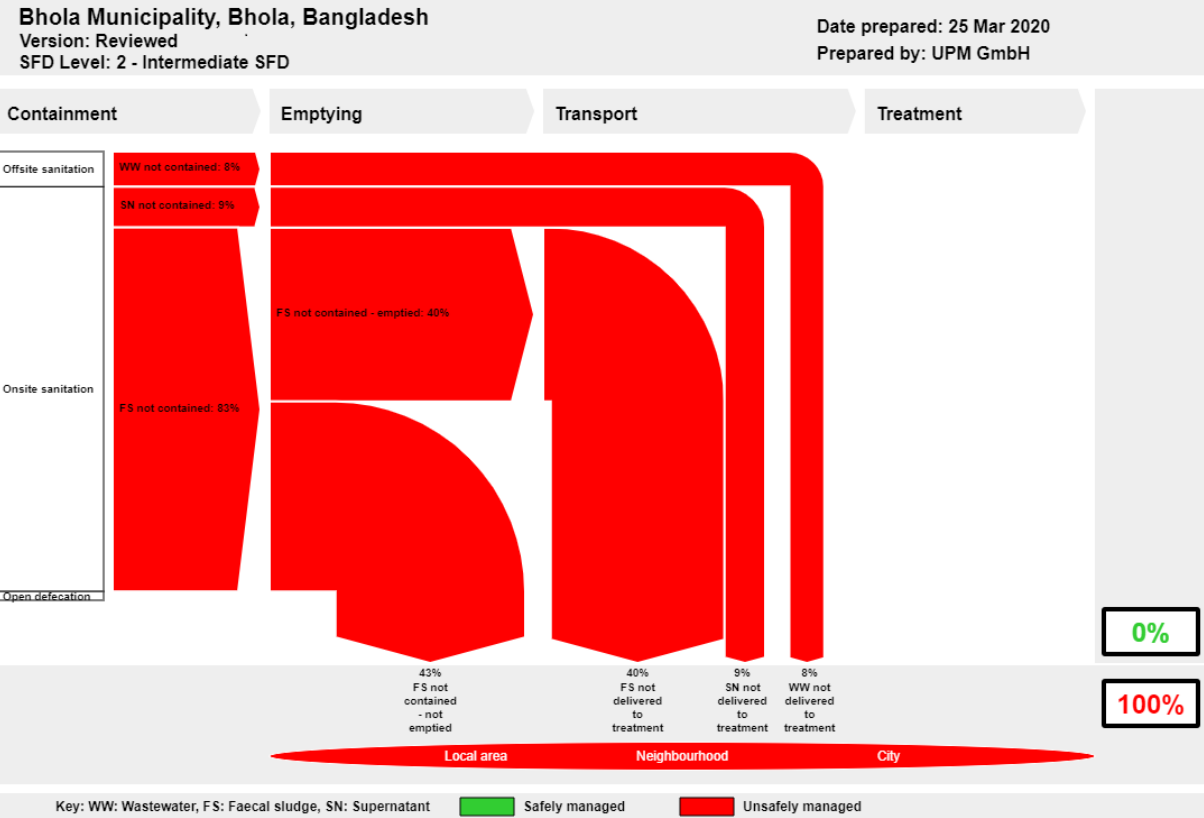 Bhola Municipality, Bhola, Bangladesh
Version: Reviewed
SFD Level: 2 - Intermediate SFD
Date prepared: 25 Mar 2020
Prepared by: UPM GmbH
Containment
Emptying
Transport
Treatment
Offsite sanitation
WW not contained: 8%
SN not contained: 9%
FS not contained - emptied: 40%
Onsite sanitation
FS not contained: 83%
Open defecation
0%
100%
43%
FS not
contained
- not
emptied
40%
FS not
delivered
to
treatment
9%
SN not
delivered
to
treatment
8%
WW not
delivered
to
treatment
Local area
Neighbourhood
City
Key: WW: Wastewater, FS: Faecal sludge, SN: Supernatant
Safely managed
Unsafely managed